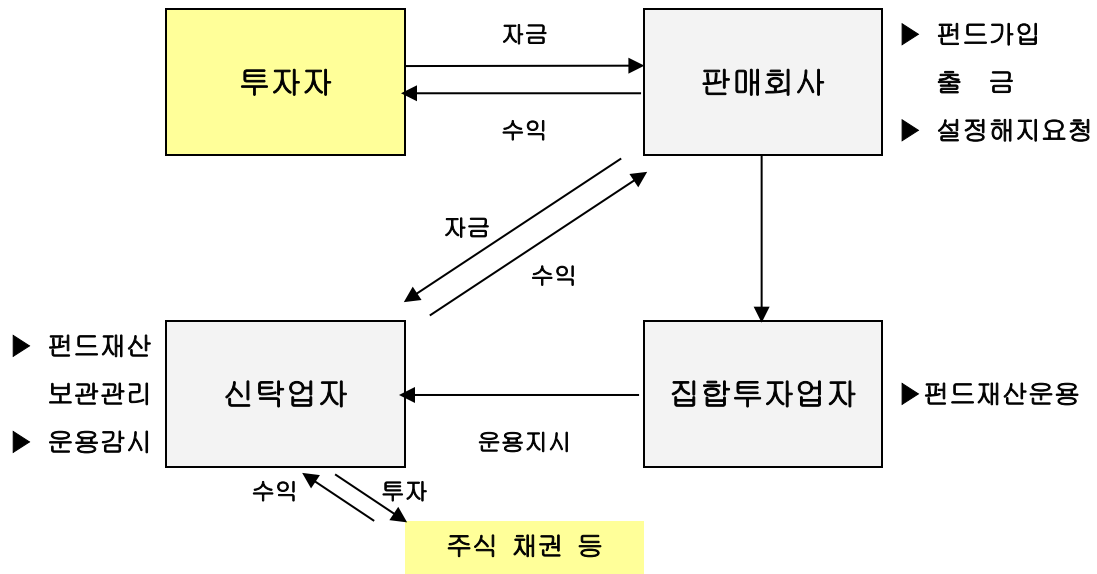 자금
▶ 펀드가입
투자자
판매회사
출 금
수익
▶ 설정해지요청
자금
수익
▶ 펀드재산
보관관리
▶ 운용감시
신탁업자
집합투자업자
▶펀드재산운용
운용지시
수익
투자
주식 채권 등